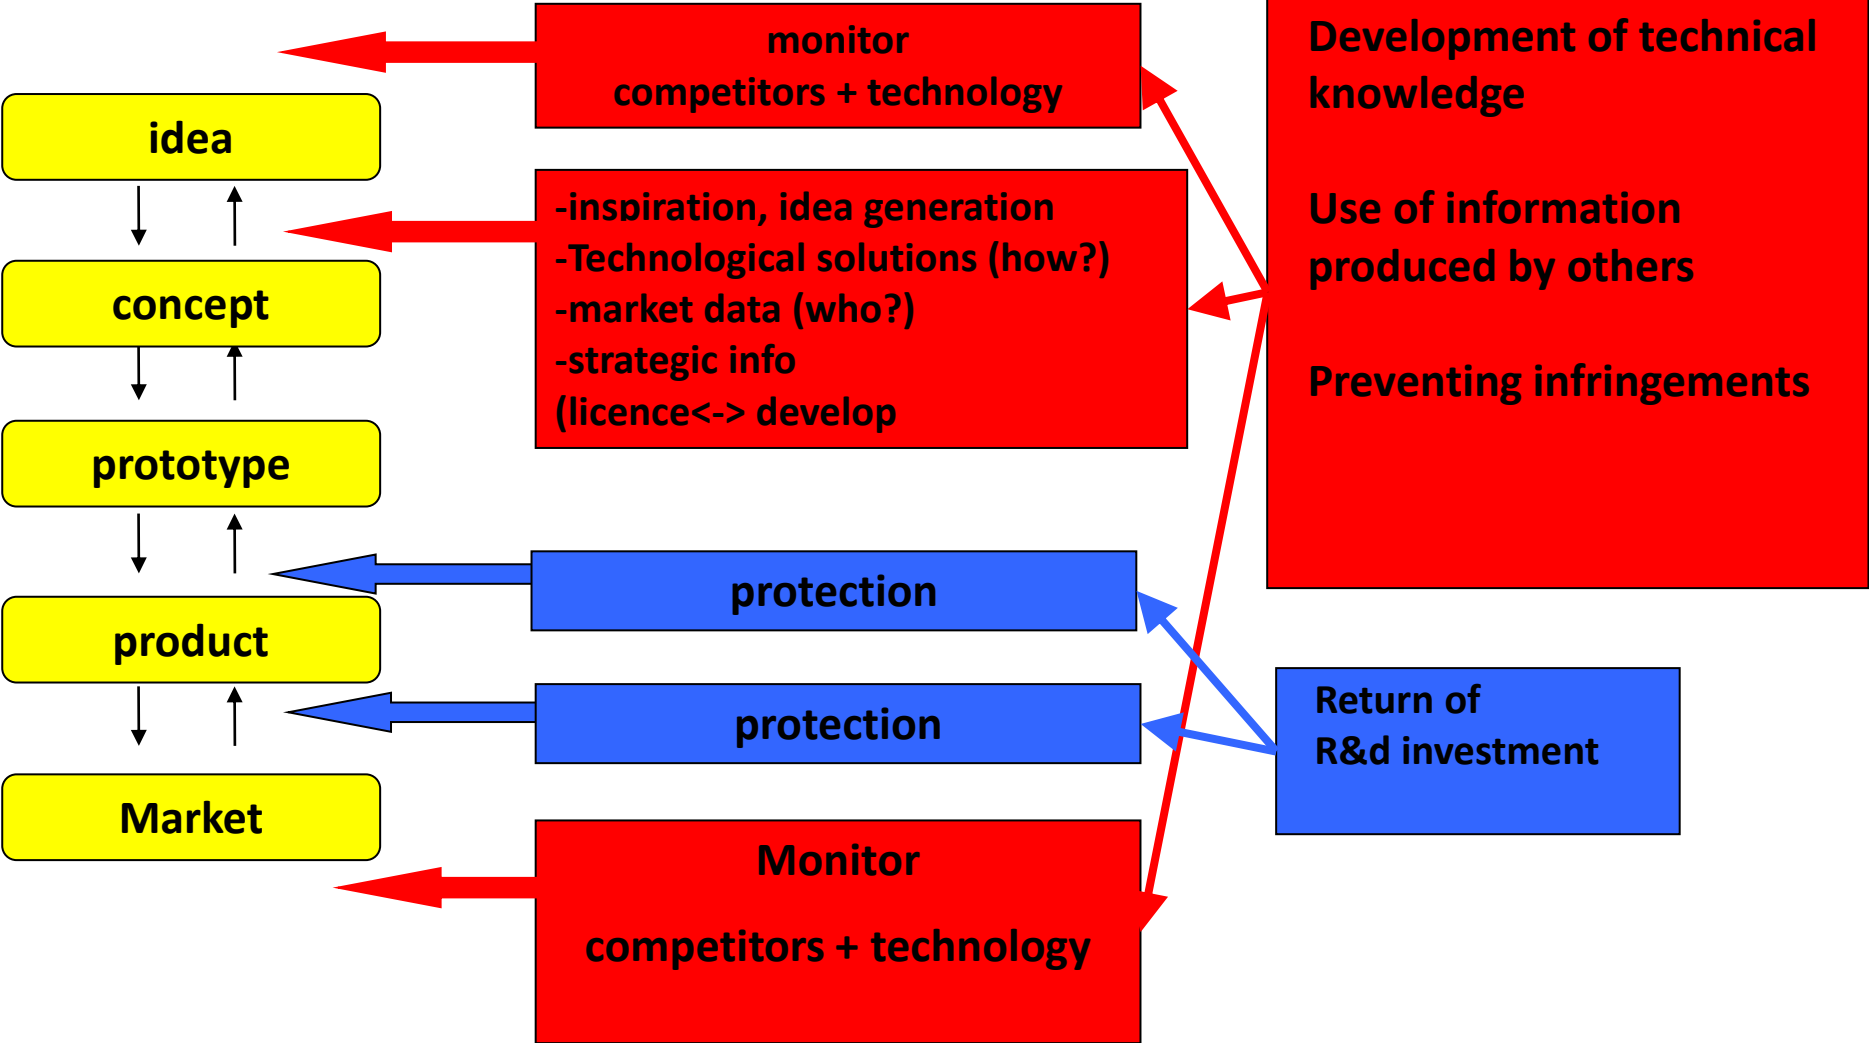 idea
concept
prototype
product
Market
monitor
competitors + technology
-inspiration, idea generation
-Technological solutions (how?)
-market data (who?)
-strategic info
(licence<-> develop
protection
protection
Monitor
competitors + technology
Development of technical
knowledge
Use of information
produced by others
Preventing infringements
Return of
R&d investment